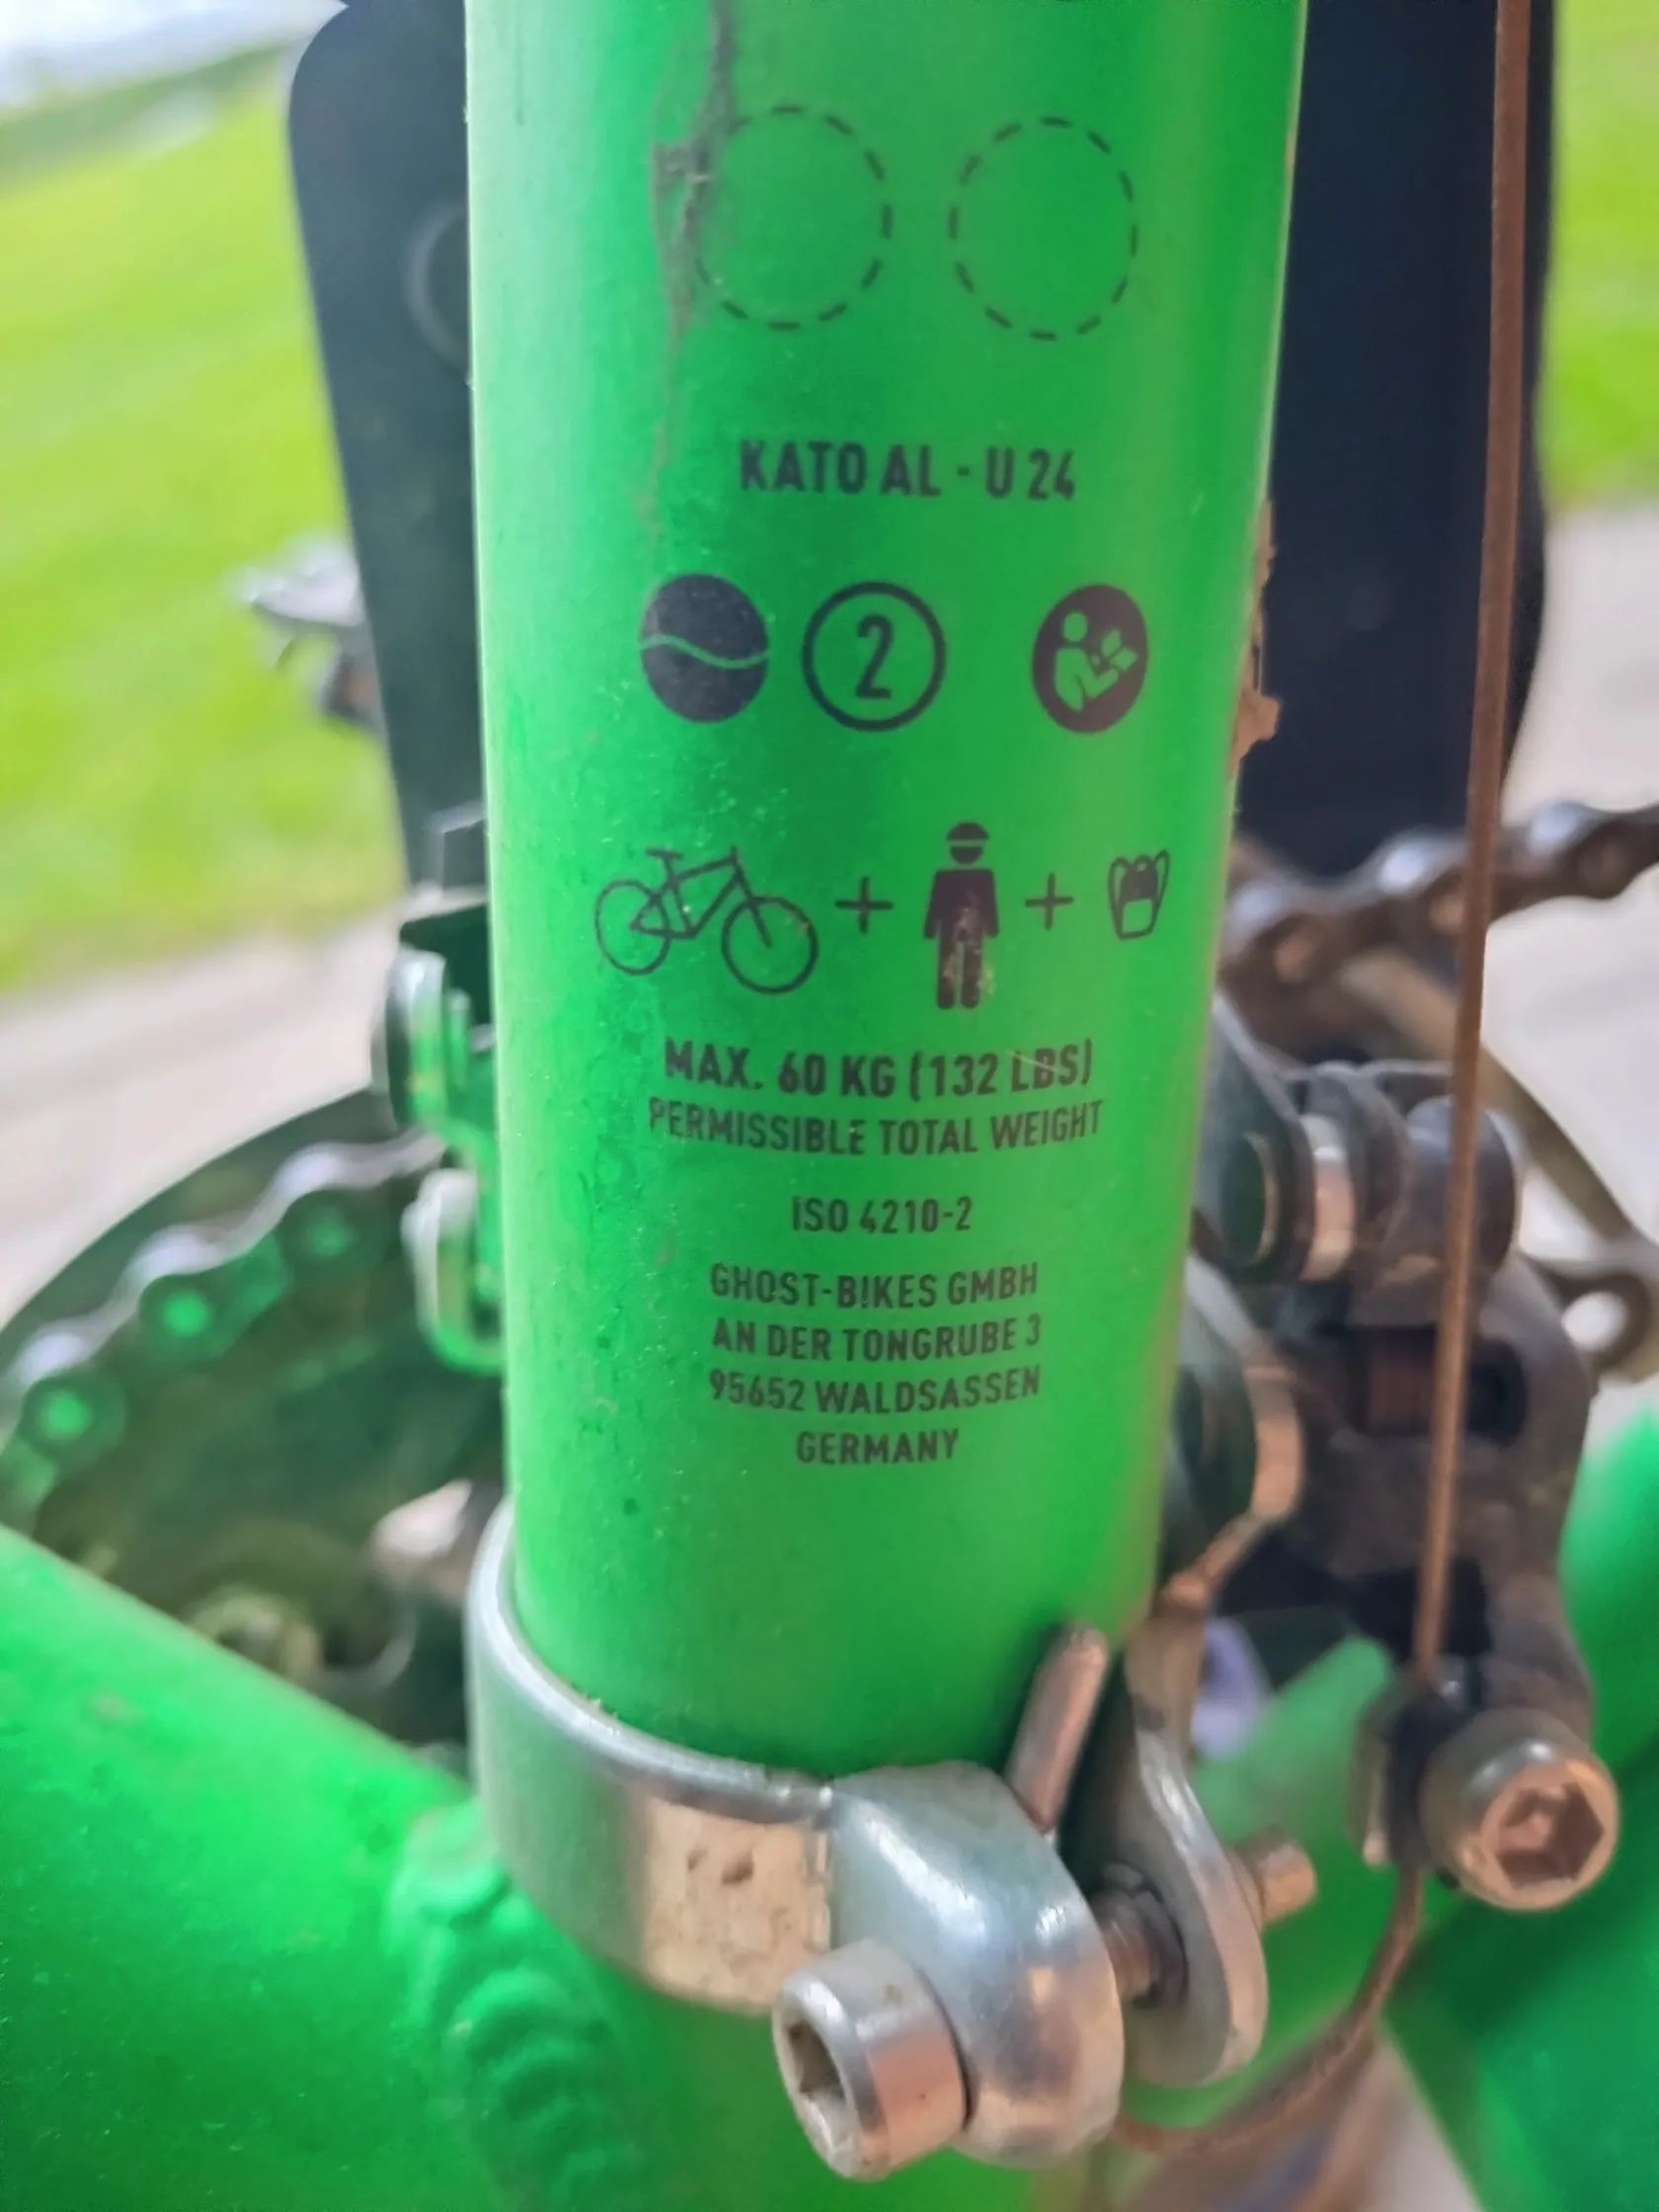 KATO AL - U 24
2
+ +
MAX. 60 KG (132 LBS)
PERMISSIBLE TOTAL WEIGHT
ISO 4210-2
GHOST-BIKES GMBH
AN DER TONGRUBE 3
95652 WALDSASSEN
GERMANY